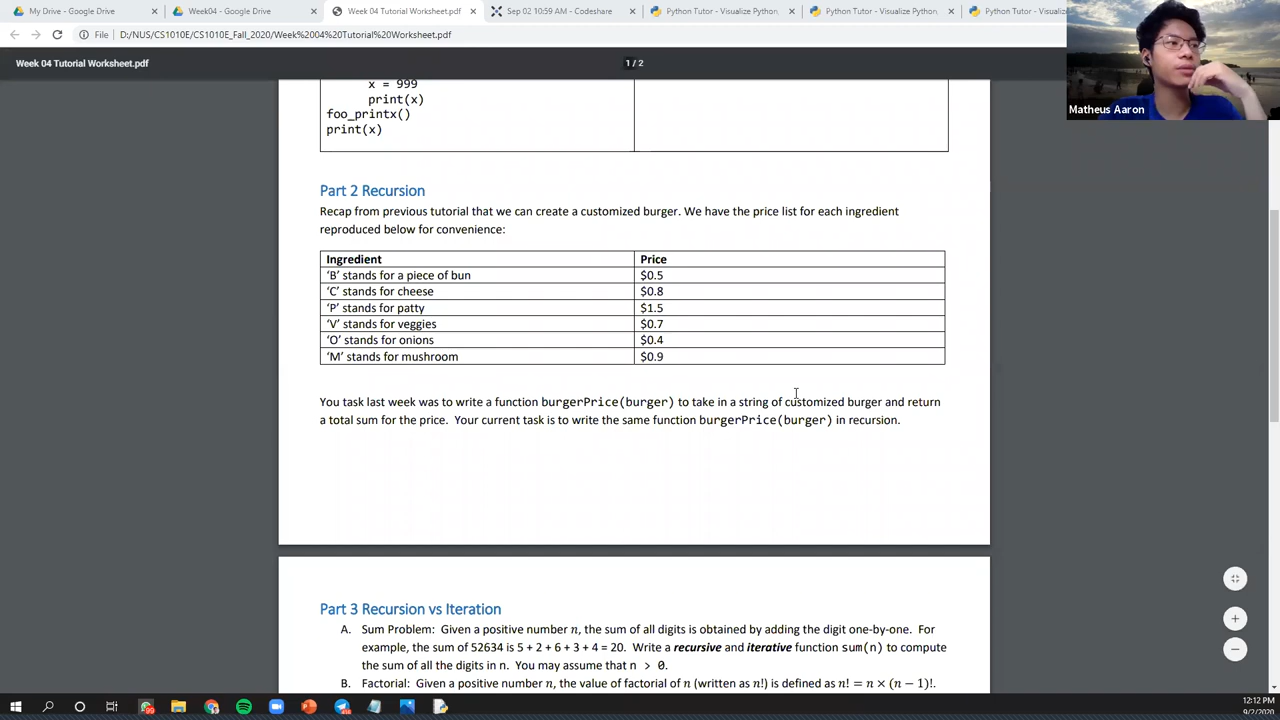 My Drive - Google Drive
Week04 - Google Drive
Week 04 Tutorial Worksheet.pdf
Sep 02 10:59 AM - Codeshare
Python Tutor - Visualize Python,
Python Tutor - Visualize Python,
Python Tutor - Visualiz
File
D:/NUS/CS1010E/CS1010E_Fall_2020/Week%2004%20Tutorial%20Worksheet.pdf
Week 04 Tutorial Worksheet.pdf
1 / 2
Matheus Aaron
x = 999
print(x)
foo_printx()
print(x)
Part 2 Recursion
Recap from previous tutorial that we can create a customized burger. We have the price list for each ingredient
reproduced below for convenience:
Ingredient Price
‘B’ stands for a piece of bun $0.5
‘C’ stands for cheese $0.8
‘P’ stands for patty $1.5
‘V’ stands for veggies $0.7
‘O’ stands for onions $0.4
‘M’ stands for mushroom $0.9
You task last week was to write a function burgerPrice(burger) to take in a string of customized burger and return
a total sum for the price. Your current task is to write the same function burgerPrice(burger) in recursion.
Part 3 Recursion vs Iteration
A. Sum Problem: Given a positive number n, the sum of all digits is obtained by adding the digit one-by-one. For
example, the sum of 52634 is 5 + 2 + 6 + 3 + 4 = 20. Write a recursive and iterative function sum(n) to compute
the sum of all the digits in n. You may assume that n > 0.
B. Factorial: Given a positive number n, the value of factorial of n (written as n!) is defined as n! = n × (n − 1)!.
12:12 PM
9/2/2020